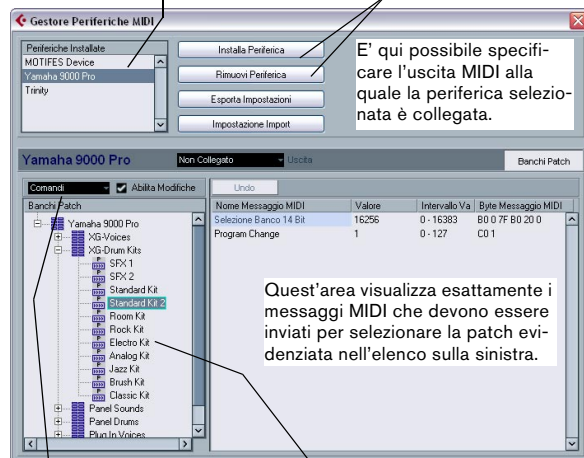 Gestore Periferiche MIDI
Periferiche Installate
MOTIFES Device
Yamaha 9000 Pro
Trinity
Installa Periferica
Rimuovi Periferica
Esporta Impostazioni
Impostazione Import
E' qui possibile specifi-
care l'uscita MIDI alla
quale la periferica selezio-
nata è collegata.
Yamaha 9000 Pro
Non Collegato
Uscita
Banchi Patch
Comandi
Abilita Modifiche
Undo
Banchi Patch
Nome Messaggio MIDI
Valore
Intervallo Va
Byte Messaggio MIDI
Selezione Banco 14 Bit
16256
0 - 16383
B0 0 7F B0 20 0
Program Change
1
0 - 127
C0 1
Yamaha 9000 Pro
XG-Voices
XG-Drum Kits
SFX 1
SFX 2
Standard Kit
Standard Kit 2
Room Kit
Rock Kit
Electro Kit
Analog Kit
Jazz Kit
Brush Kit
Classic Kit
Panel Sounds
Panel Drums
Plug In Voices
Quest'area visualizza esattamente i
messaggi MIDI che devono essere
inviati per selezionare la patch evi-
denziata nell'elenco sulla sinistra.